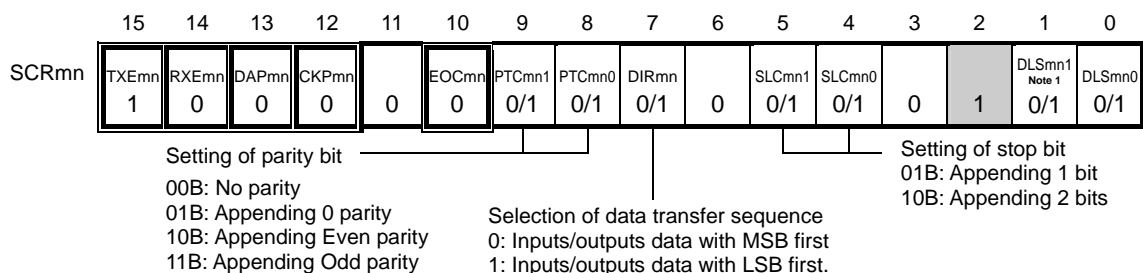 15 14 13 12 11 10 9 8 7 6 5 4 3 2 1 0
SCRmn
TXEmn RXEmn DAPmn CKPmn EOCmn PTCmn1 PTCmn0 DIRmn SLCmn1 SLCmn0 DLSmn1 Note 1 DLSmn0
1 0 0 0 0 0 0/1 0/1 0/1 0 0/1 0/1 0 1 0/1 0/1
Setting of parity bit
00B: No parity
01B: Appending 0 parity
10B: Appending Even parity
11B: Appending Odd parity
Selection of data transfer sequence
0: Inputs/outputs data with MSB first
1: Inputs/outputs data with LSB first.
Setting of stop bit
01B: Appending 1 bit
10B: Appending 2 bits